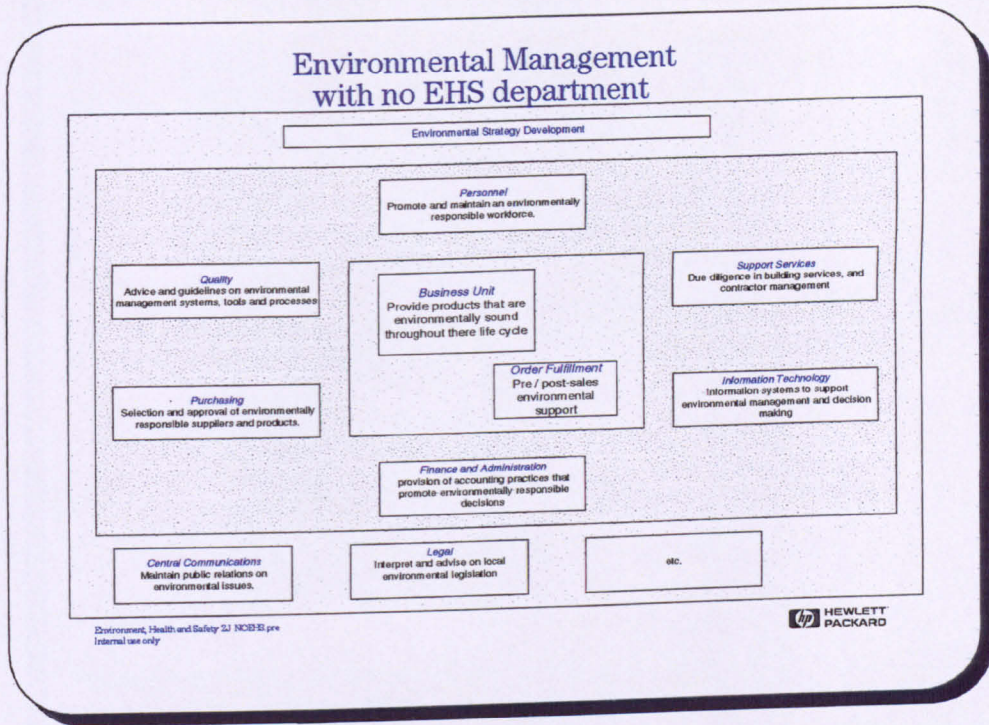 Environmental Management
with no EHS department
Environmental Strategy Development
Personnel
Promote and maintain an environmentally
responsible workforce.
Quality
Advice and guidelines on environmental
management systems, tools and processes
Business Unit
Provide products that are
environmentally sound
throughout there life cycle
Support Services
Due diligence in building services, and
contractor management
Order Fulfillment
Pre / post-sales
environmental
support
Purchasing
Selection and approval of environmentally
responsible suppliers and products.
Information Technology
Information systems to support
environmental management and decision
making
Finance and Administration
provision of accounting practices that
promote environmentally responsible
decisions
Central Communications
Maintain public relations on
environmental issues.
Legal
Interpret and advise on local
environmental legislation
etc.
Environment, Health and Safety 2J NOEHS.pre
Internal use only
hp HEWLETT
PACKARD